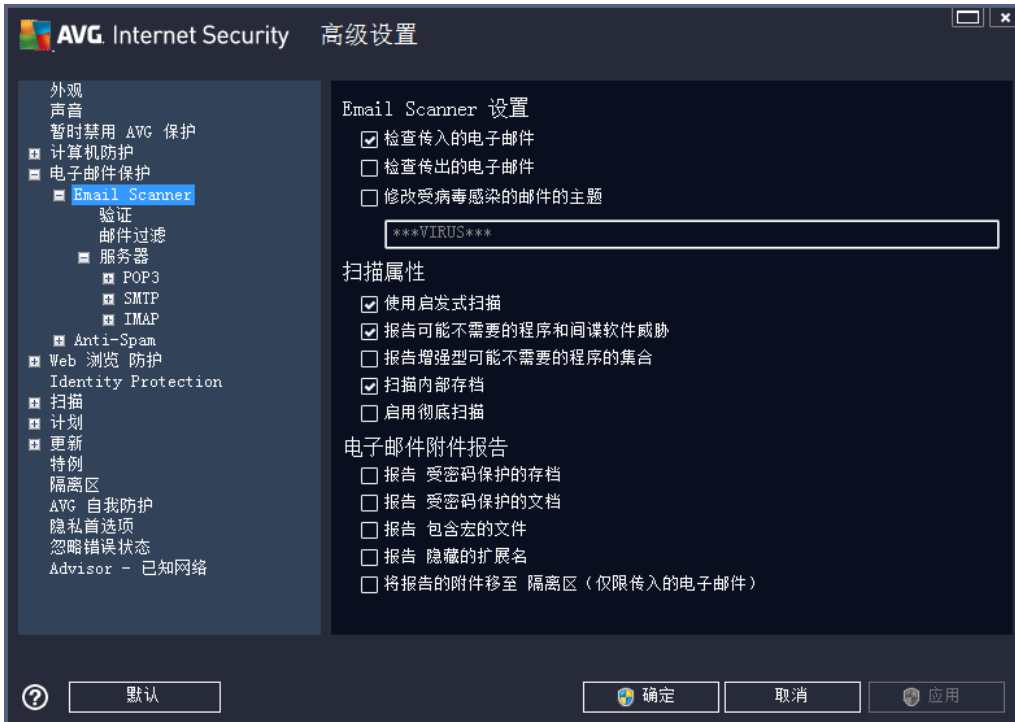 AVG. Internet Security 高级设置
外观
声音
暂时禁用 AVG 保护
计算机防护
电子邮件保护
Email Scanner
验证
邮件过滤
服务器
POP3
SMTP
IMAP
Anti-Spam
Web 浏览 防护
Identity Protection
扫描
计划
更新
特例
隔离区
AVG 自我防护
隐私首选项
忽略错误状态
Advisor - 已知网络
Email Scanner 设置
检查传入的电子邮件
检查传出的电子邮件
修改受病毒感染的邮件的主题
***VIRUS***
扫描属性
使用启发式扫描
报告可能不需要的程序和间谍软件威胁
报告增强型可能不需要的程序的集合
扫描内部存档
启用彻底扫描
电子邮件附件报告
报告 受密码保护的存档
报告 受密码保护的文档
报告 包含宏的文件
报告 隐藏的扩展名
将报告的附件移至 隔离区（仅限传入的电子邮件）
默认
确定
取消
应用